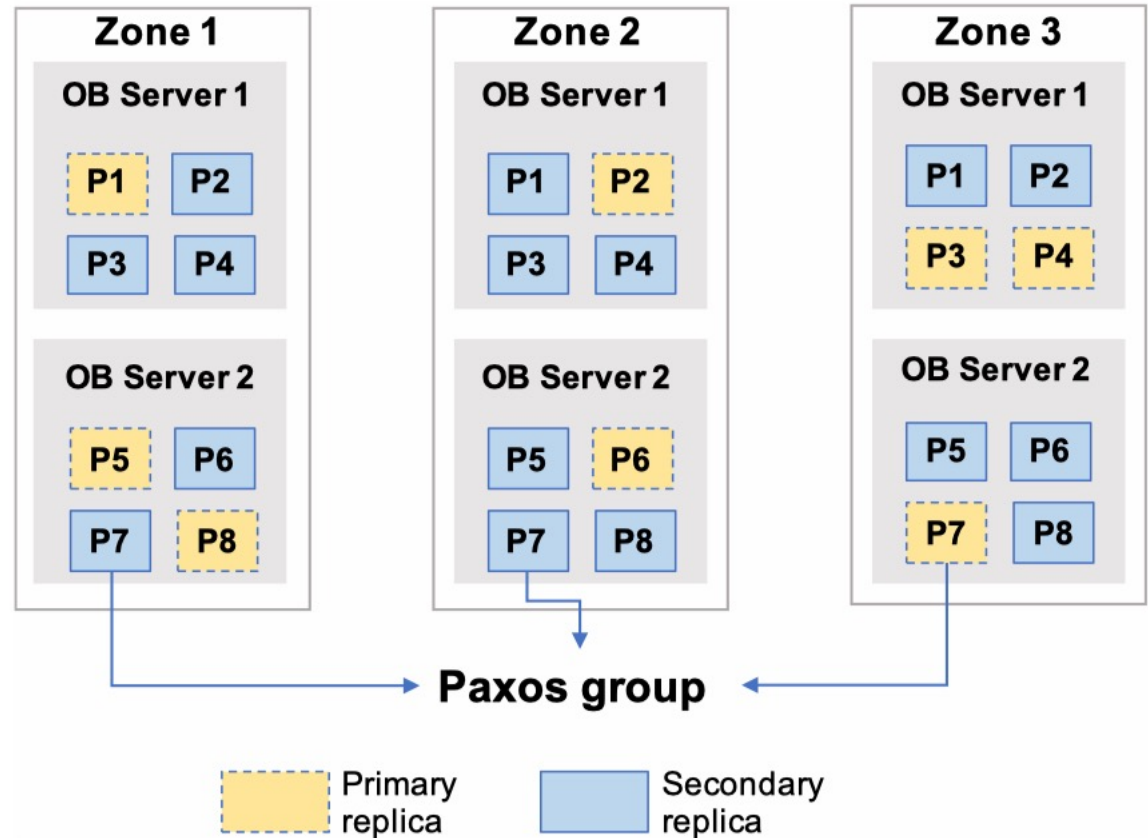 Zone 1
OB Server 1
P1 P2
P3 P4
OB Server 2
P5 P6
P7 P8
Zone 2
OB Server 1
P1 P2
P3 P4
OB Server 2
P5 P6
P7 P8
Zone 3
OB Server 1
P1 P2
P3 P4
OB Server 2
P5 P6
P7 P8
Paxos group
Primary
replica
Secondary
replica